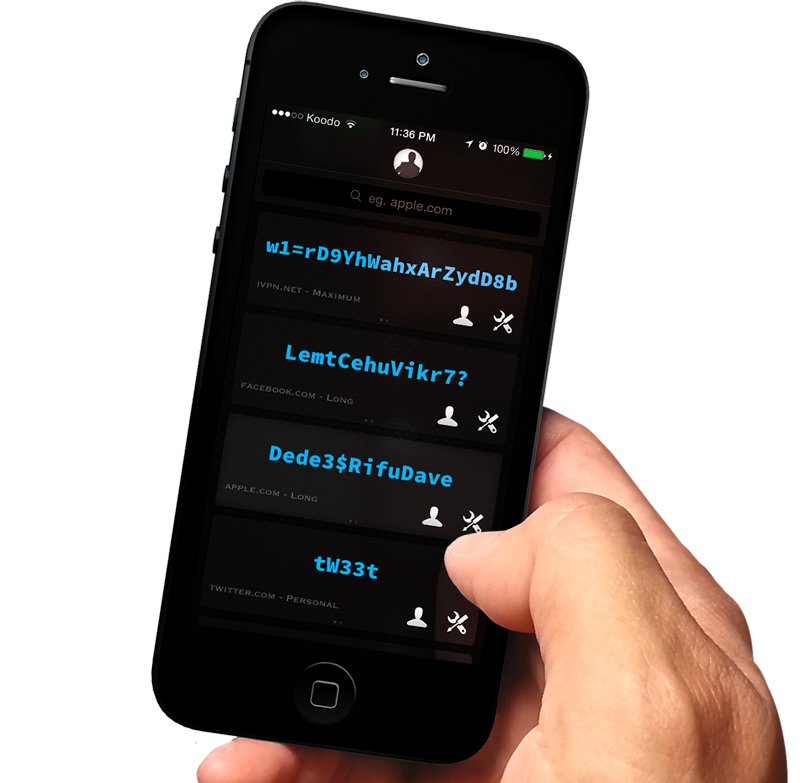 Koodo
11:36 PM
100%
eg. apple.com
w1=rD9YhWahxArZydD8b
ivpn.net - Maximum
LemtCehuVikr7?
facebook.com - Long
Dede3$RifuDave
apple.com - Long
tW33t
twitter.com - Personal